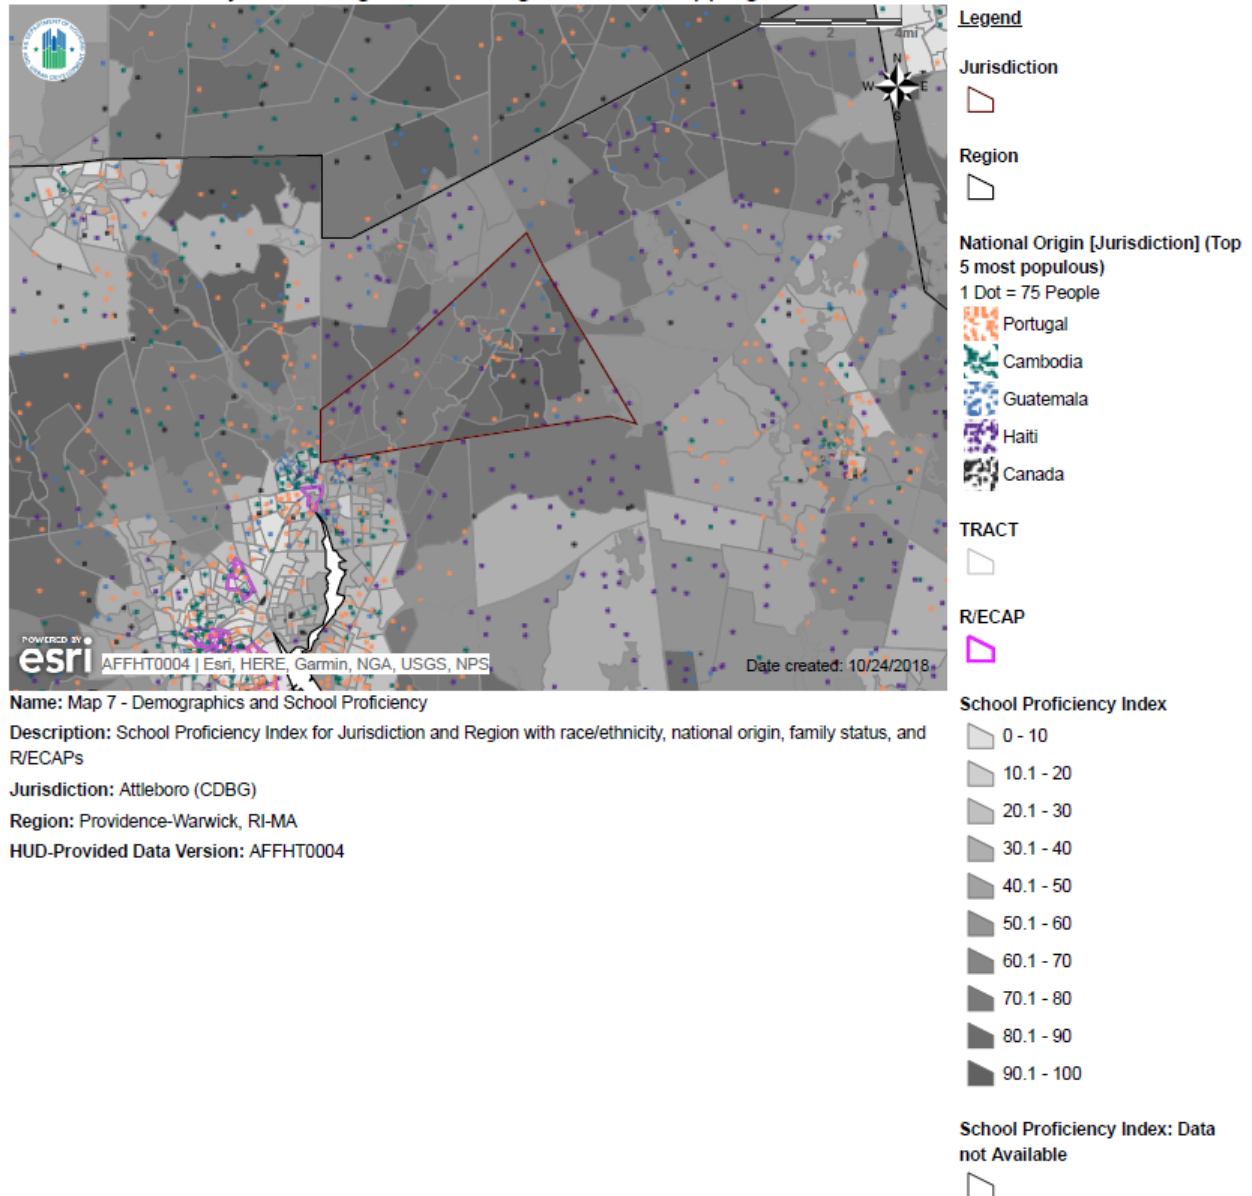 2
4mi
N
W
E
S
POWERED BY
esri
AFFHT0004 | Esri, HERE, Garmin, NGA, USGS, NPS
Date created: 10/24/2018
Name: Map 7 - Demographics and School Proficiency
Description: School Proficiency Index for Jurisdiction and Region with race/ethnicity, national origin, family status, and
R/ECAPs
Jurisdiction: Attleboro (CDBG)
Region: Providence-Warwick, RI-MA
HUD-Provided Data Version: AFFHT0004
Legend
Jurisdiction
Region
National Origin [Jurisdiction] (Top
5 most populous)
1 Dot = 75 People
Portugal
Cambodia
Guatemala
Haiti
Canada
TRACT
R/ECAP
School Proficiency Index
0 - 10
10.1 - 20
20.1 - 30
30.1 - 40
40.1 - 50
50.1 - 60
60.1 - 70
70.1 - 80
80.1 - 90
90.1 - 100
School Proficiency Index: Data
not Available